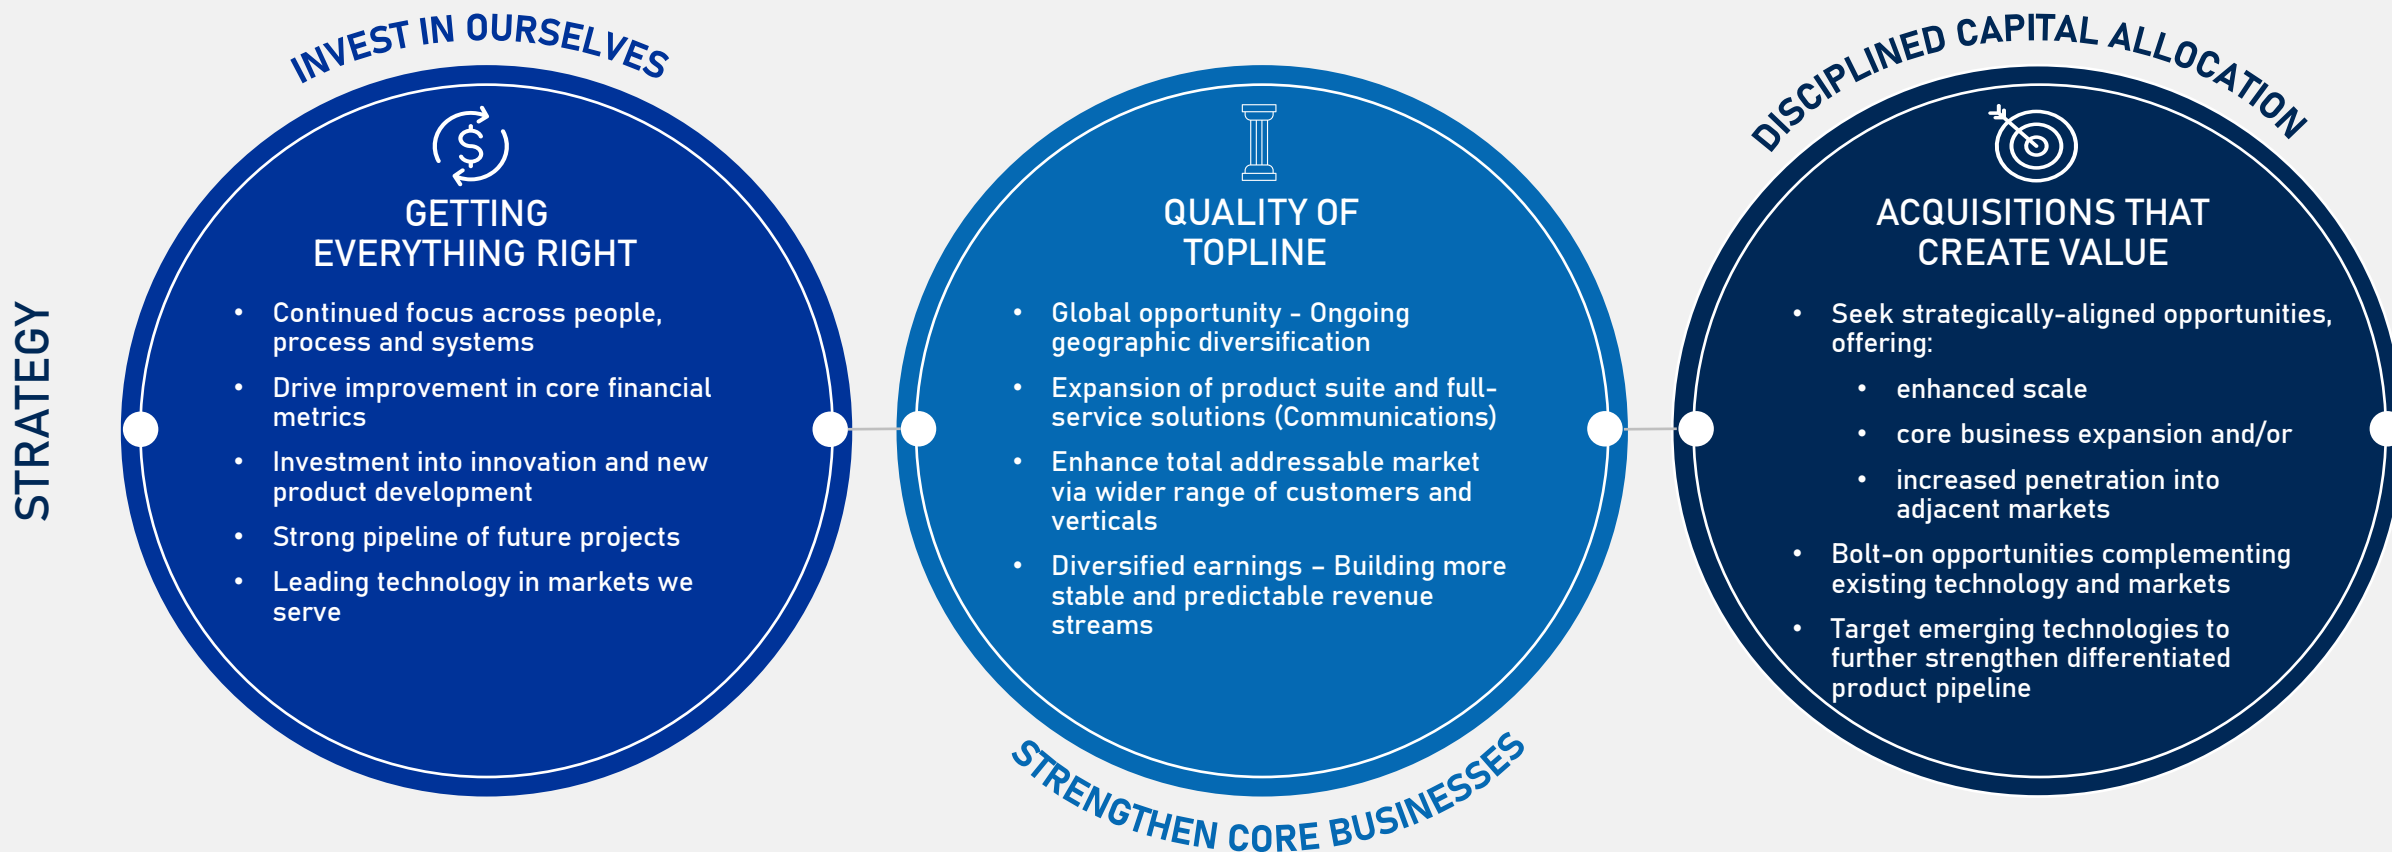 STRATEGY
INVEST IN OURSELVES
GETTING
EVERYTHING RIGHT
• Continued focus across people,
process and systems
• Drive improvement in core financial
metrics
• Investment into innovation and new
product development
• Strong pipeline of future projects
• Leading technology in markets we
serve
QUALITY OF
TOPLINE
• Global opportunity - Ongoing
geographic diversification
• Expansion of product suite and full-
service solutions (Communications)
• Enhance total addressable market
via wider range of customers and
verticals
• Diversified earnings – Building more
stable and predictable revenue
streams
STRENGTHEN CORE BUSINESSES
DISCIPLINED CAPITAL ALLOCATION
ACQUISITIONS THAT
CREATE VALUE
• Seek strategically-aligned opportunities,
offering:
• enhanced scale
• core business expansion and/or
• increased penetration into
adjacent markets
• Bolt-on opportunities complementing
existing technology and markets
• Target emerging technologies to
further strengthen differentiated
product pipeline